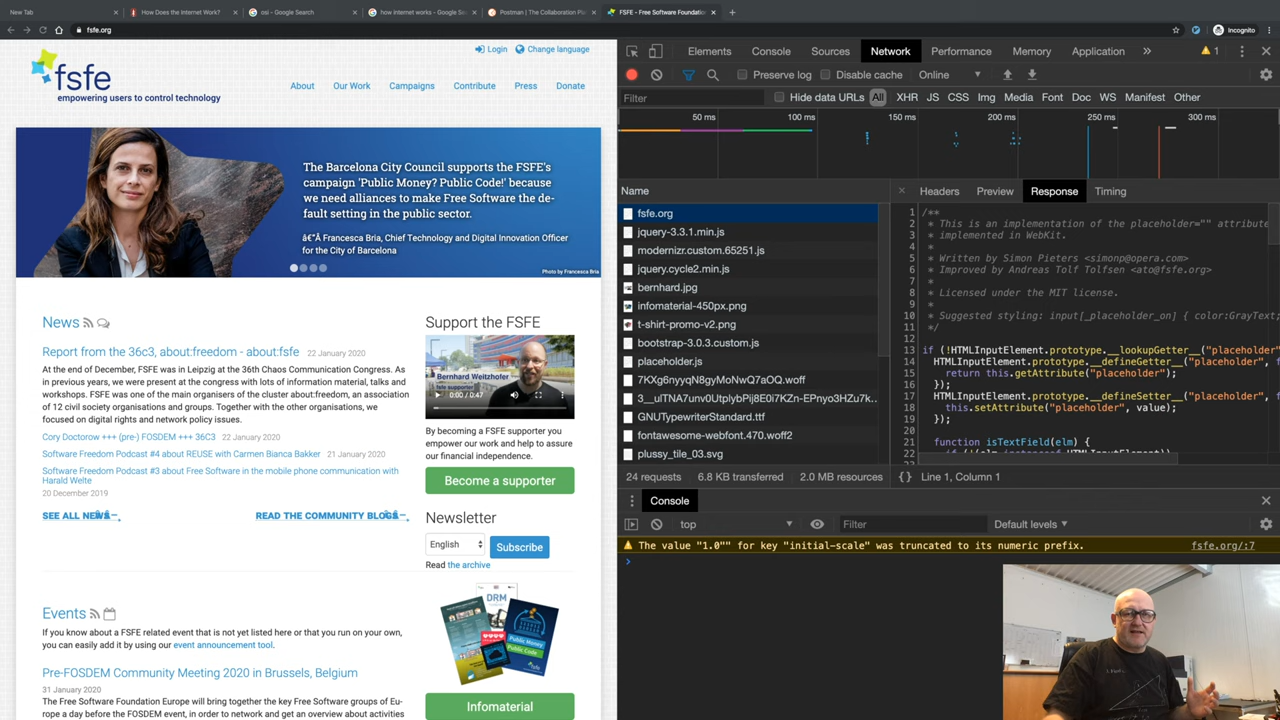 New Tab
How Does the Internet Work?
osi - Google Search
how internet works - Google Se
Postman | The Collaboration Pl
FSFE - Free Software Foundatio
fsfe.org
Incognito
Login
Change language
fsfe
empowering users to control technology
About
Our Work
Campaigns
Contribute
Press
Donate
The Barcelona City Council supports the FSFE's
campaign 'Public Money? Public Code!' because
we need alliances to make Free Software the de-
fault setting in the public sector.
â€"Â Francesca Bria, Chief Technology and Digital Innovation Officer
for the City of Barcelona
Photo by Francesca Bria
News
Report from the 36c3, about:freedom - about:fsfe 22 January 2020
At the end of December, FSFE was in Leipzig at the 36th Chaos Communication Congress. As
in previous years, we were present at the congress with lots of information material, talks and
workshops. FSFE was one of the main organisers of the cluster about:freedom, an association
of 12 civil society organisations and groups. Together with the other organisations, we
focused on digital rights and network policy issues.
Cory Doctorow +++ (pre-) FOSDEM +++ 36C3 22 January 2020
Software Freedom Podcast #4 about REUSE with Carmen Bianca Bakker 21 January 2020
Software Freedom Podcast #3 about Free Software in the mobile phone communication with
Harald Welte
20 December 2019
SEE ALL NEWS
READ THE COMMUNITY BLOGS
Support the FSFE
Bernhard Weitzhofer
fsfe supporter
0:00 / 0:47
By becoming a FSFE supporter you
empower our work and help to assure
our financial independence.
Become a supporter
Newsletter
English
Subscribe
Read the archive
DRM
Public Money
Public Code
fsfe
Infomaterial
Events
If you know about a FSFE related event that is not yet listed here or that you run on your own,
you can easily add it by using our event announcement tool.
Pre-FOSDEM Community Meeting 2020 in Brussels, Belgium
31 January 2020
The Free Software Foundation Europe will bring together the key Free Software groups of Eu-
rope a day before the FOSDEM event, in order to network and get an overview about activities
Elements
Console
Sources
Network
Memory
Application
»
1
Preserve log
Disable cache
Online
Filter
Hide
URLs
All
XHR
JS
CSS
Img
Media
Font
Doc
WS
Manifest
Other
50 ms
100 ms
150 ms
200 ms
250 ms
300 ms
Name
fsfe.org
jquery-3.3.1.min.js
modernizr.custom.65251.js
jquery.cycle2.min.js
bernhard.jpg
infomaterial-450px.png
t-shirt-promo-v2.png
bootstrap-3.0.3.custom.js
placeholder.js
GNUTypewriterStandard.ttf
fontawesome-webfont.woff
plussy_tile_03.svg
24 requests
6.8 KB transferred
2.0 MB resources
Headers
Preview
Response
Timing
1 /**
2 * This is an implementation of the placeholder="" attribute
3 * implemented in WebKit.
4 *
5 * Written by Simon Pieters <simonp@opera.com>
6 * improvements by Tolf Toltsen <ato@fsfe.org>
7 *
8 * Licensed under the MIT license.
9 *
10 * Suggested styling: input[_placeholder_on] { color:GrayText;
13 if (!HTMLInputElement.prototype.__lookupGetter__("placeholder"
14 HTMLInputElement.prototype.__defineGetter__("placeholder"
return this.getAttribute("placeholder");
});
HTMLInputElement.prototype.__defineSetter__("placeholder", f
this.setAttribute("placeholder", value);
});
function isTextField(elm) {
{} Line 1, Column 1
Console
top
Filter
Default levels
The value "1.0"" for key "initial-scale" was truncated to its numeric prefix.
fsfe.org/:7